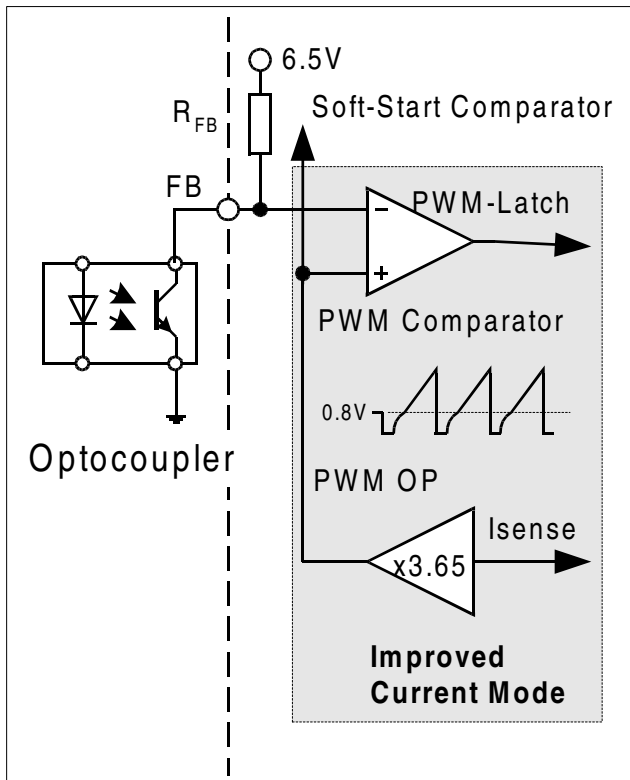 6.5V
R_FB
Soft-Start Comparator
FB
PWM-Latch
−
+
PWM Comparator
0.8V
Optocoupler
PWM OP
Isense
x3.65
Improved
Current Mode